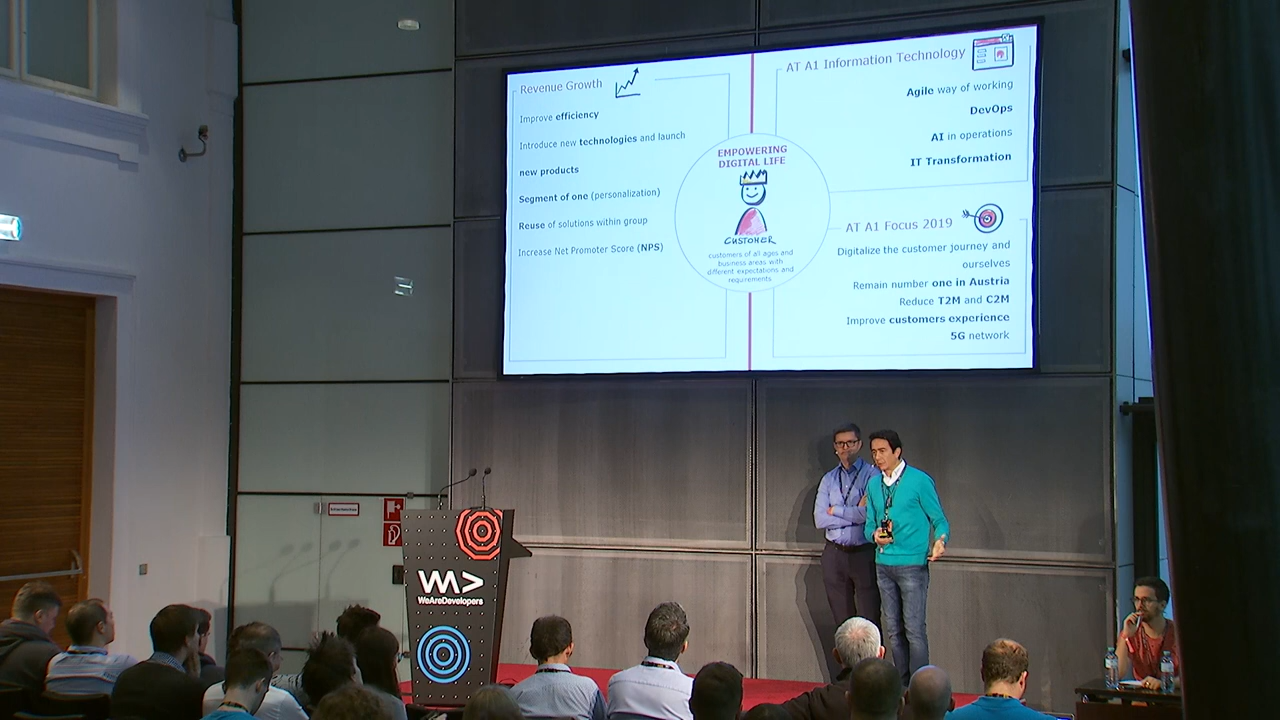 Revenue Growth
Improve efficiency
Introduce new technologies and launch
new products
Segment of one (personalization)
Reuse of solutions within group
Increase Net Promoter Score (NPS)
EMPOWERING
DIGITAL LIFE
CUSTOMER
customers of all ages and
business areas with
different expectations and
requirements
AT A1 Information Technology
Agile way of working
DevOps
AI in operations
IT Transformation
AT A1 Focus 2019
Digitalize the customer journey and
ourselves
Remain number one in Austria
Reduce T2M and C2M
Improve customers experience
5G network
WeAreDevelopers